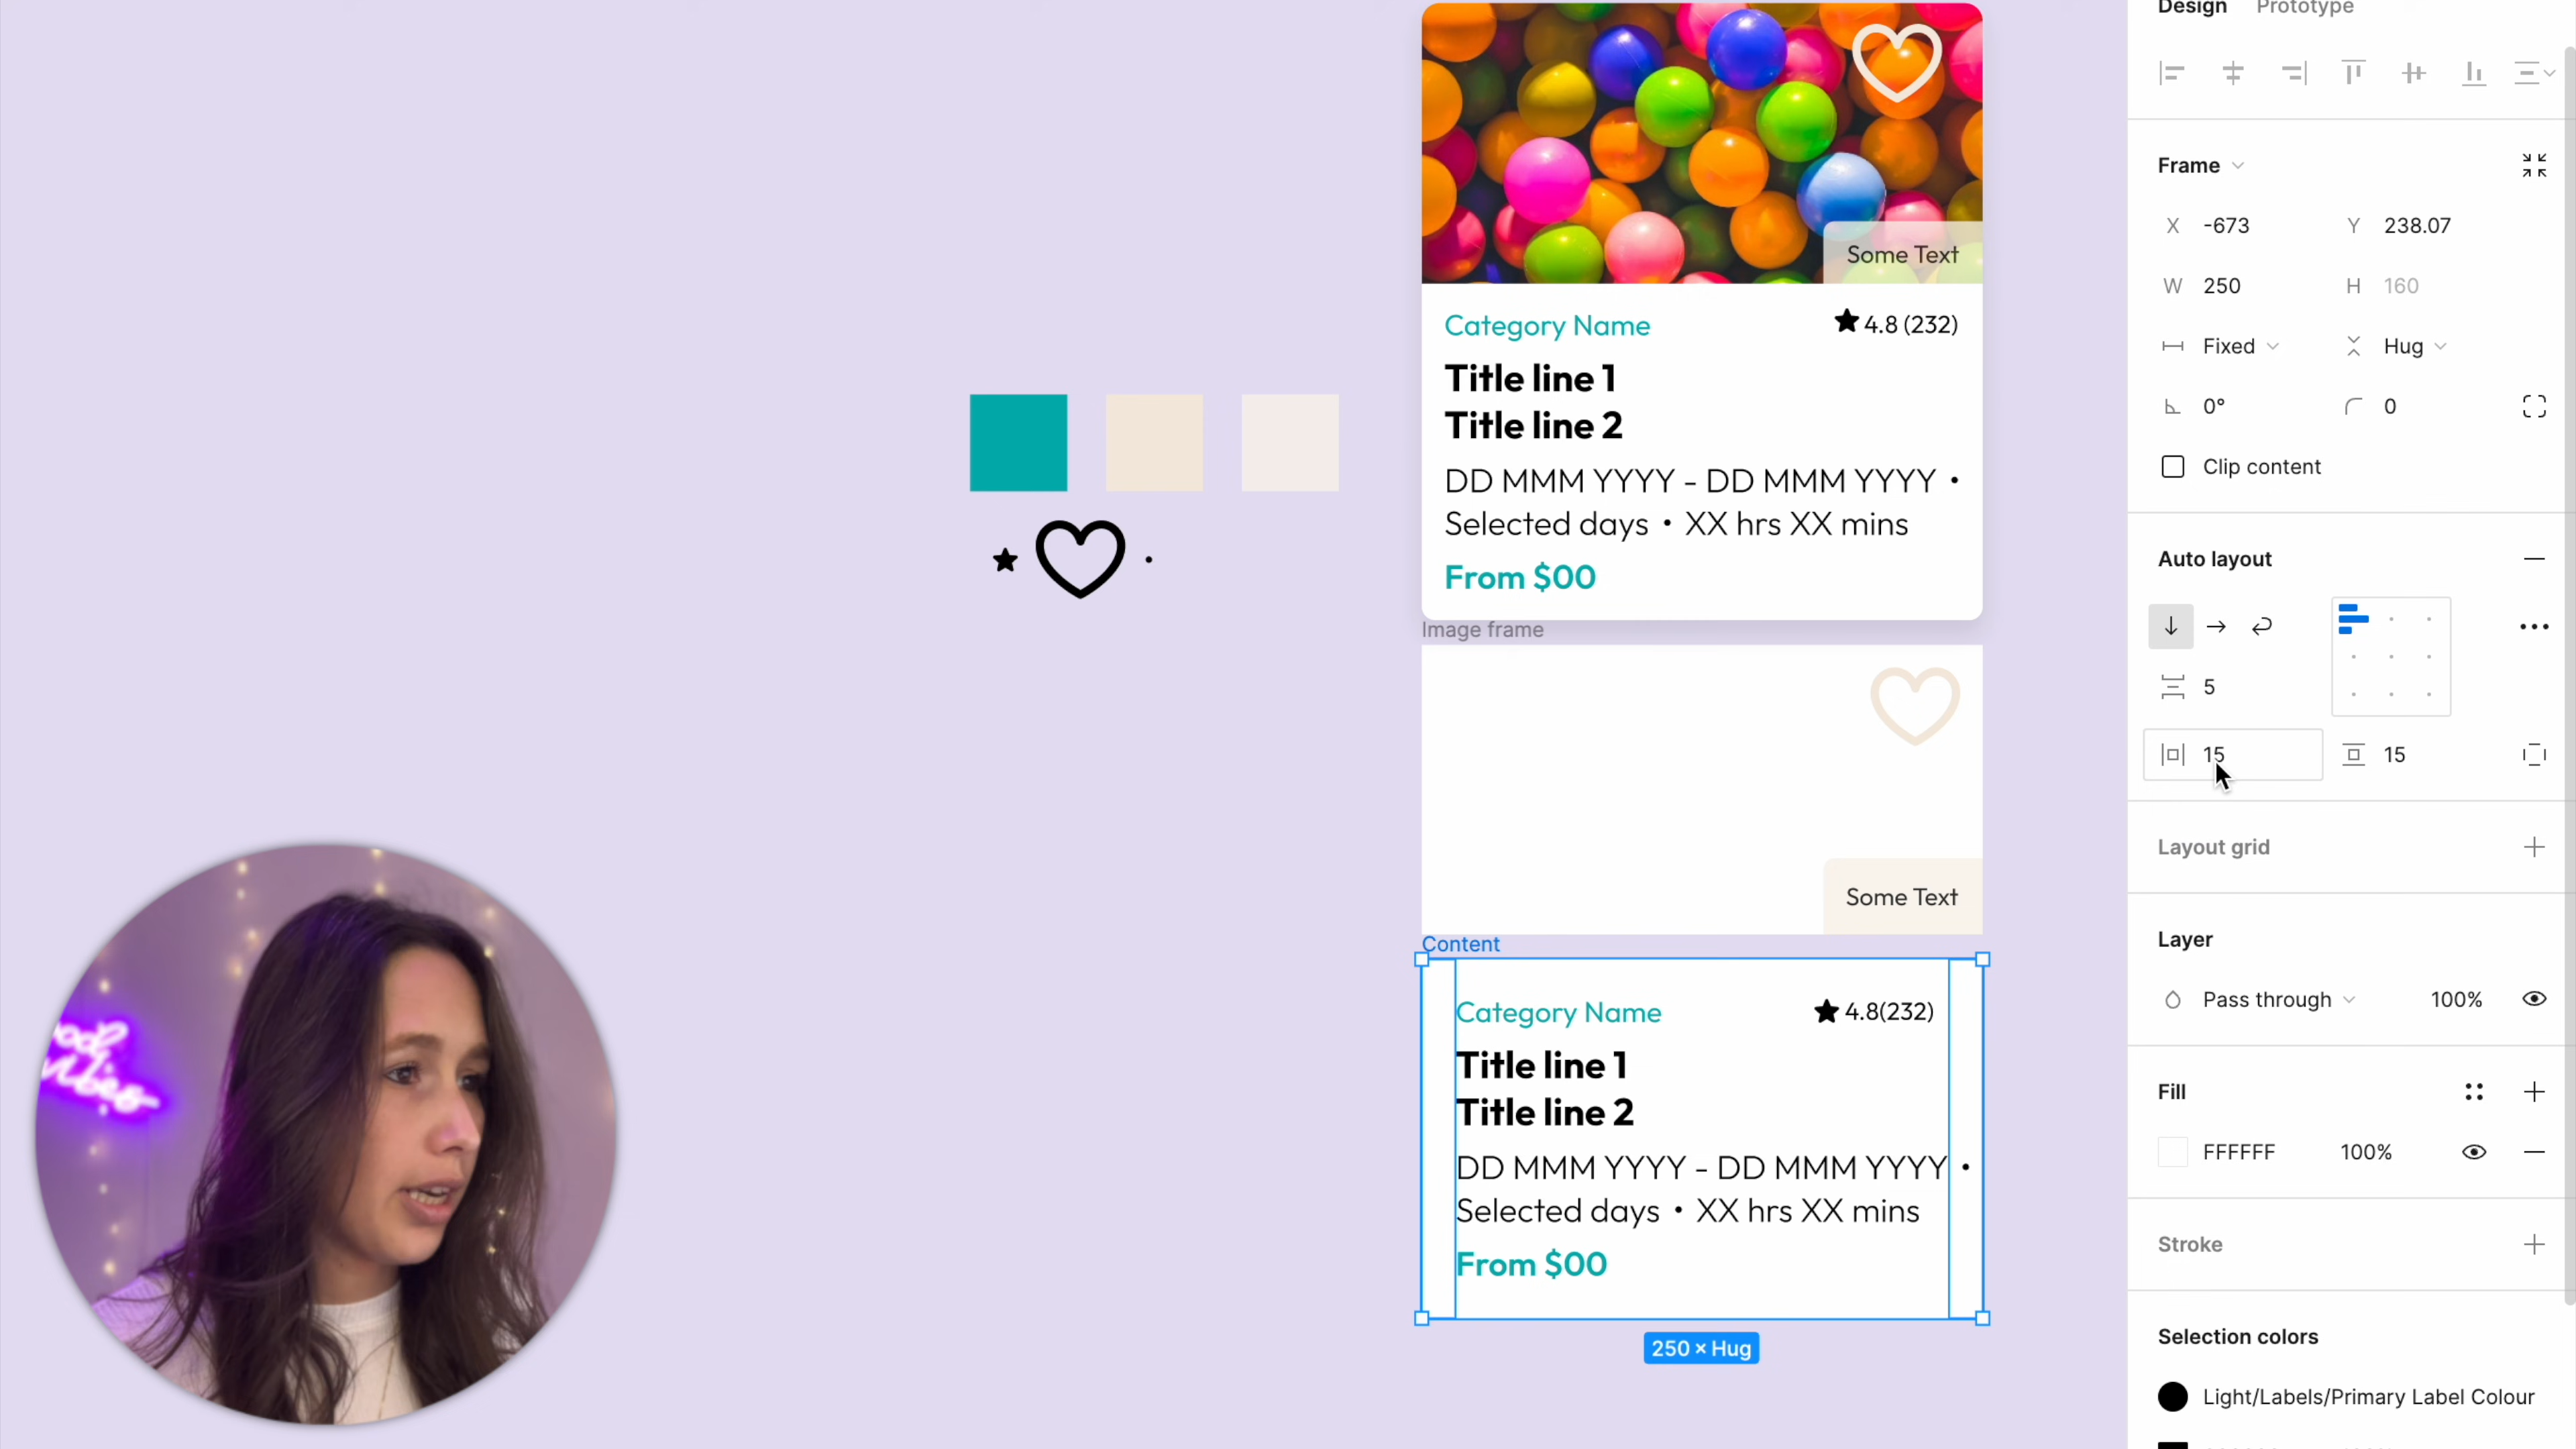 Some Text
Category Name
4.8 (232)
Title line 1
Title line 2
DD MMM YYYY - DD MMM YYYY •
Selected days • XX hrs XX mins
From $00
Image frame
Some Text
Content
Category Name
4.8(232)
Title line 1
Title line 2
DD MMM YYYY - DD MMM YYYY •
Selected days • XX hrs XX mins
From $00
250 × Hug
Design Prototype
Frame
X -673 Y 238.07
W 250 H 160
Fixed Hug
0° 0
Clip content
Auto layout
5
15 15
Layout grid
Layer
Pass through 100%
Fill
FFFFFF 100%
Stroke
Selection colors
Light/Labels/Primary Label Colour